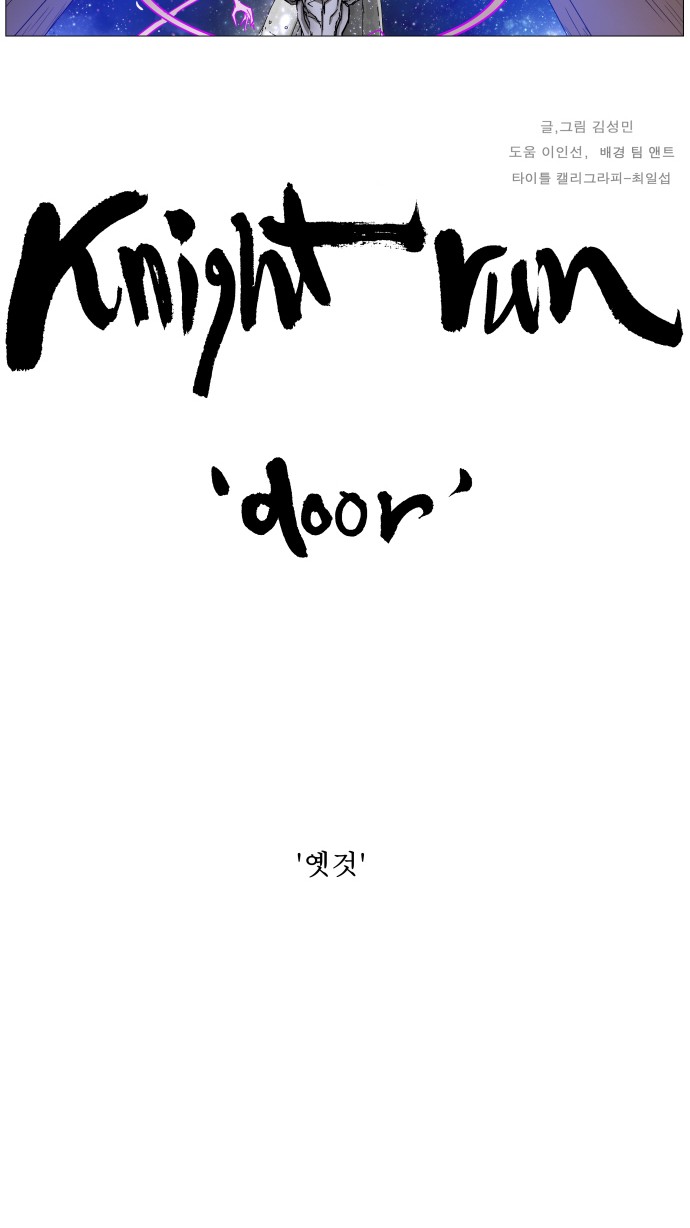 글,그림 김성민
도움 이인선, 배경 팀 앤트
타이틀 캘리그라피-최일섭
Knight run
'door'
'옛것'